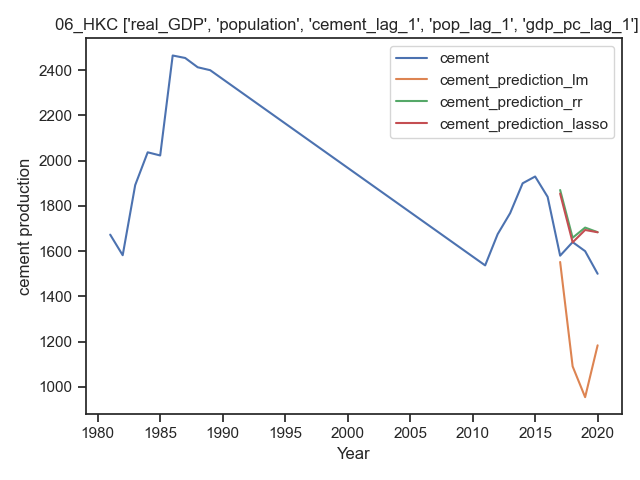 06_HKC ['real_GDP', 'population', 'cement_lag_1', 'pop_lag_1', 'gdp_pc_lag_1']
cement
cement_prediction_lm
cement_prediction_rr
cement_prediction_lasso
cement production
2400
2200
2000
1800
1600
1400
1200
1000
1980 1985 1990 1995 2000 2005 2010 2015 2020
Year